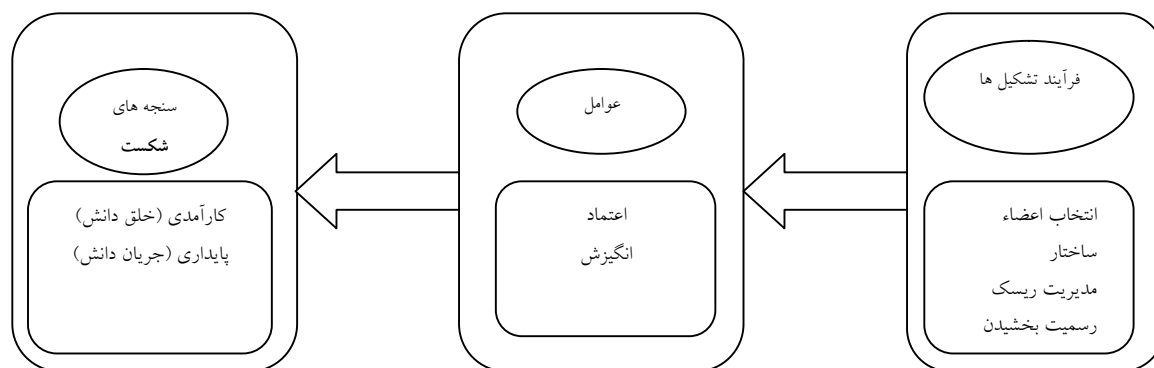 فرآیند تشکیل ها
انتخاب اعضاء
ساختار
مدیریت ریسک
رسمیت بخشیدن
عوامل
اعتماد
انگیزش
سنجه های
شکست
کارآمدی (خلق دانش)
پایداری (جریان دانش)